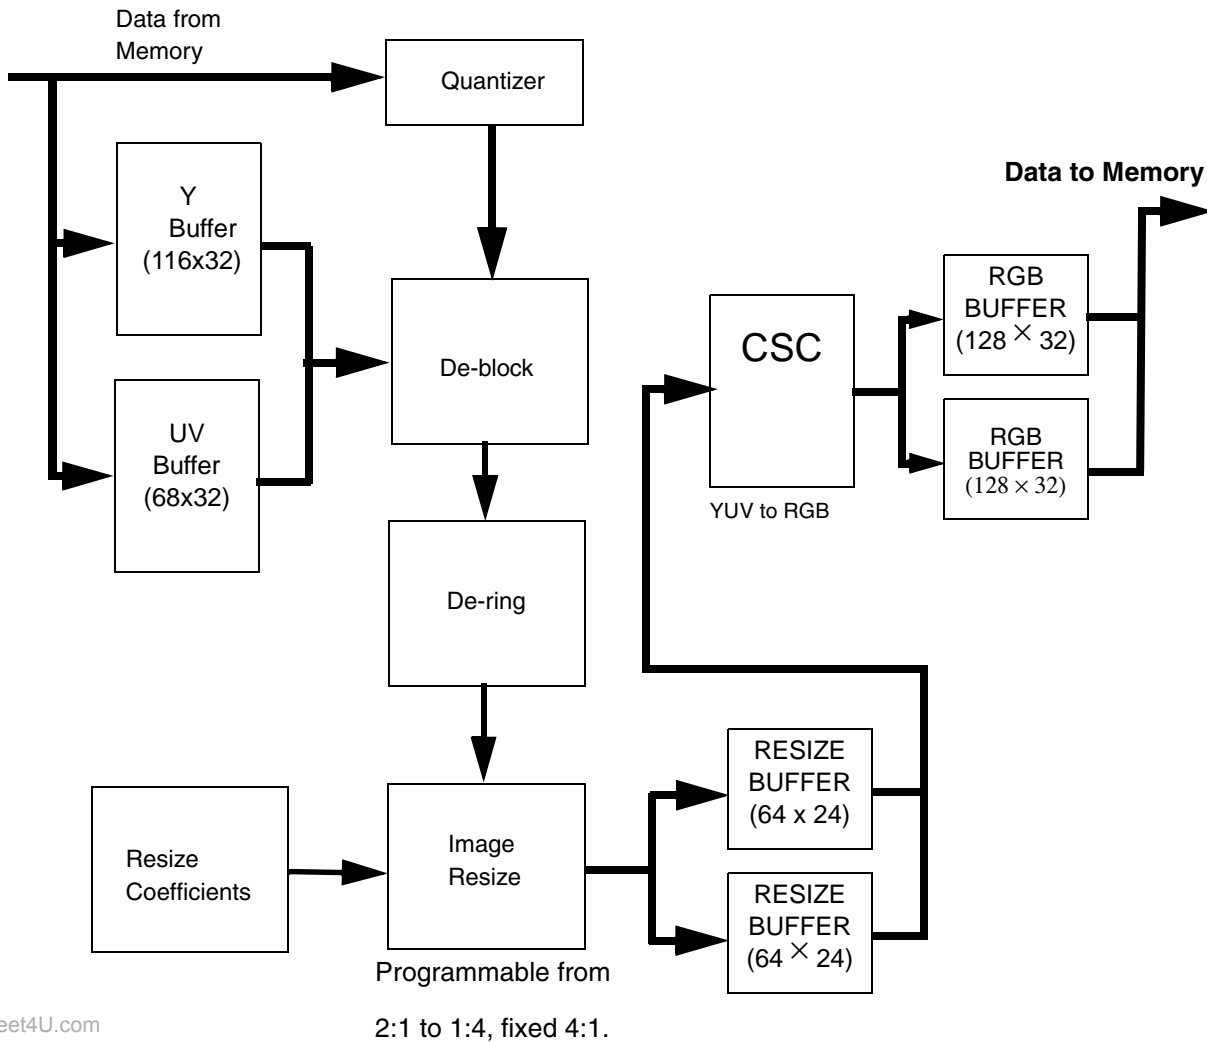 Data from
Memory
Quantizer
Data to Memory
Y
Buffer
(116x32)
UV
Buffer
(68x32)
De-block
CSC
YUV to RGB
RGB
BUFFER
(128 × 32)
RGB
BUFFER
(128 × 32)
De-ring
Resize
Coefficients
Image
Resize
Programmable from
2:1 to 1:4, fixed 4:1.
RESIZE
BUFFER
(64 x 24)
RESIZE
BUFFER
(64 × 24)
eet4U.com